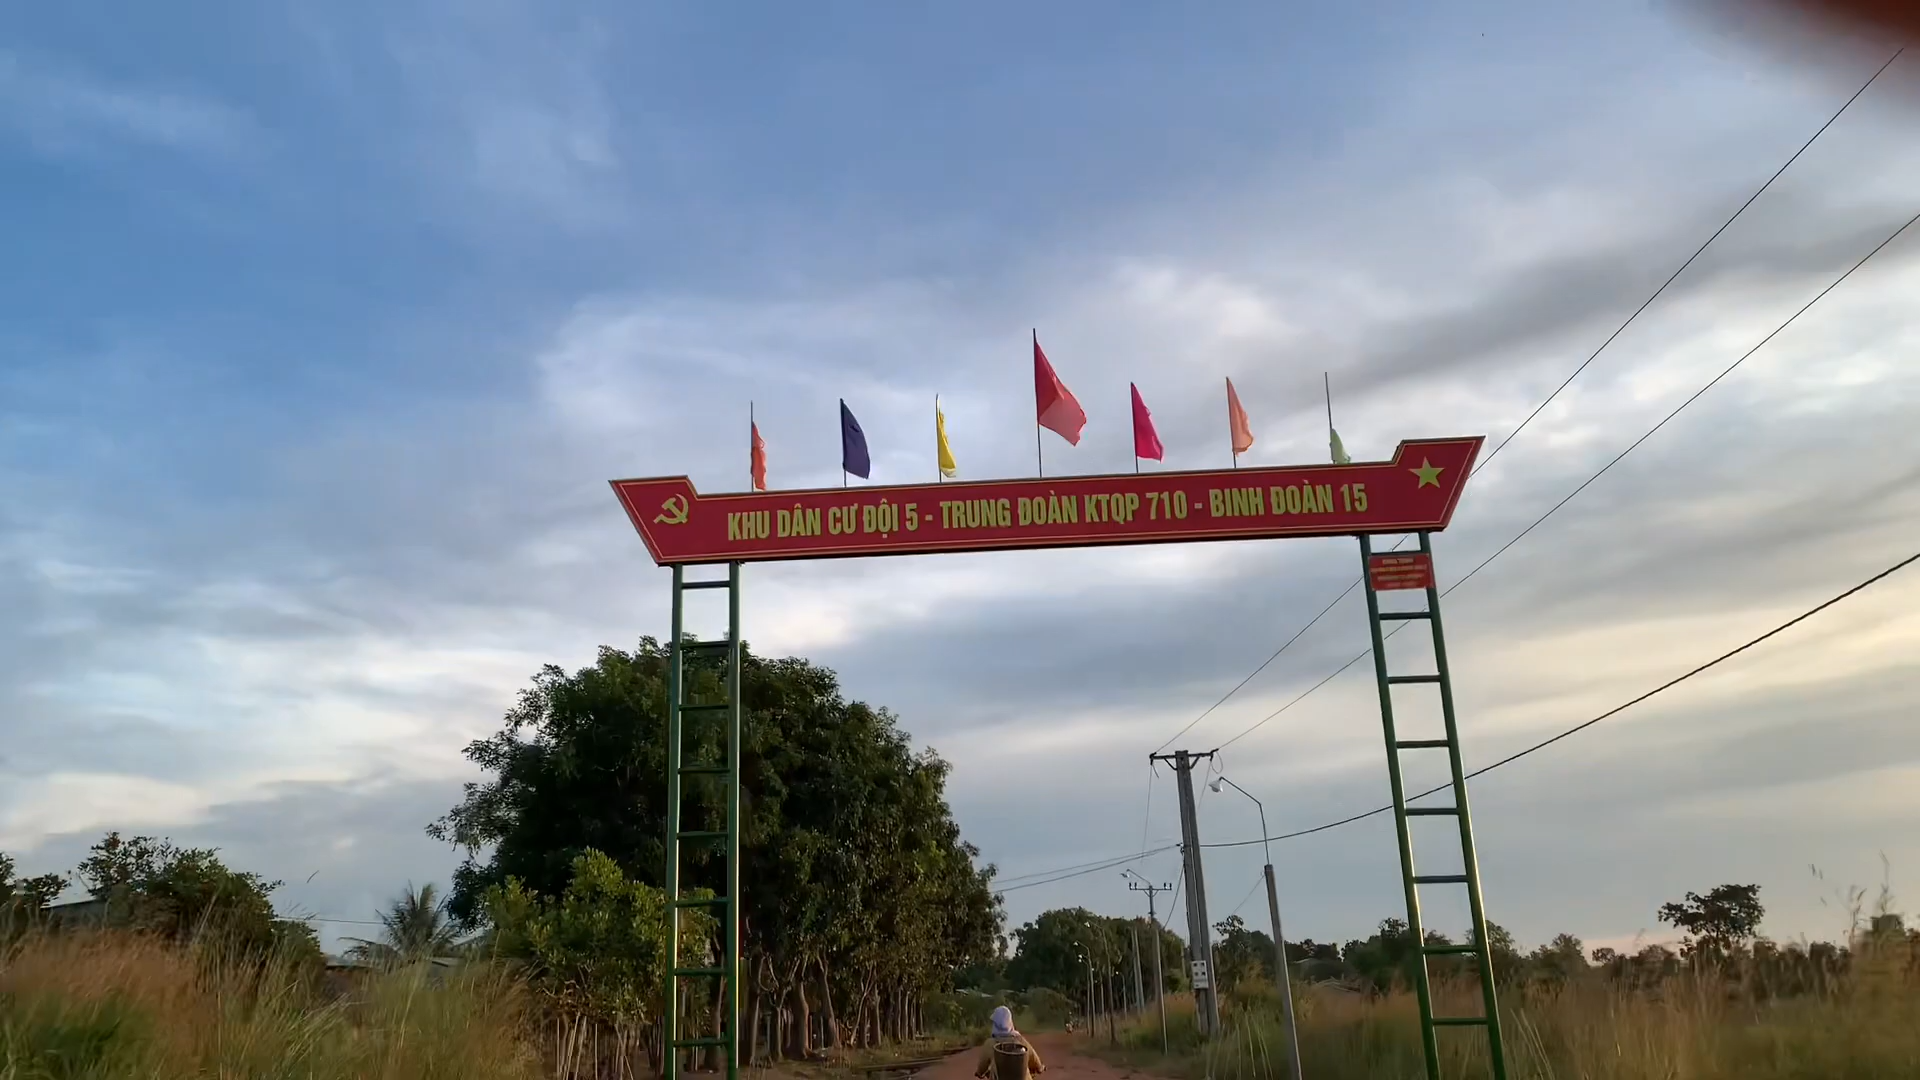 KHU DÂN CƯ ĐỘI 5 - TRUNG ĐOÀN KTQP 710 - BINH ĐOÀN 15